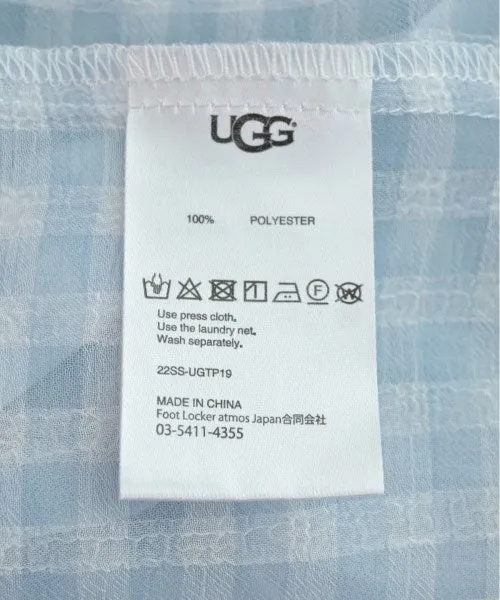 UGG
100% POLYESTER
Use press cloth.
Use the laundry net.
Wash separately.
22SS-UGTP19
MADE IN CHINA
Foot Locker atmos Japan合同会社
03-5411-4355